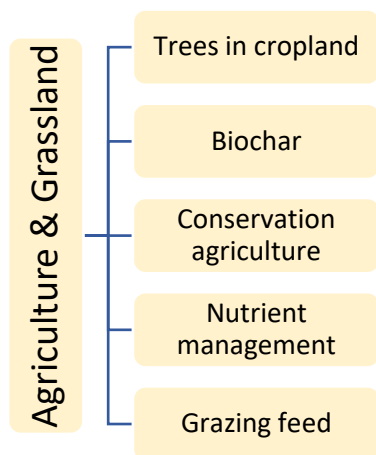 Agriculture & Grassland
Trees in cropland
Biochar
Conservation
agriculture
Nutrient
management
Grazing feed